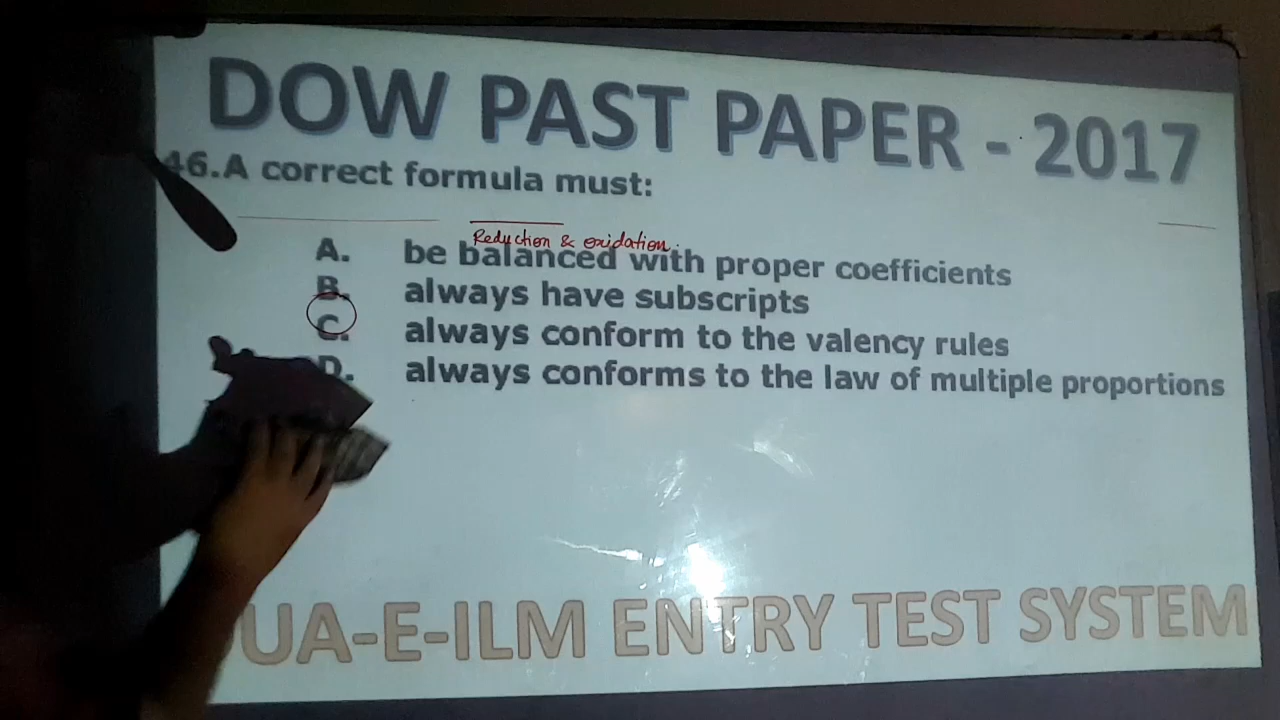 DOW PAST PAPER - 2017
46.A correct formula must:
Reduction & oxidation
A. be balanced with proper coefficients
B. always have subscripts
C. always conform to the valency rules
D. always conforms to the law of multiple proportions
UA-E-ILM ENTRY TEST SYSTEM